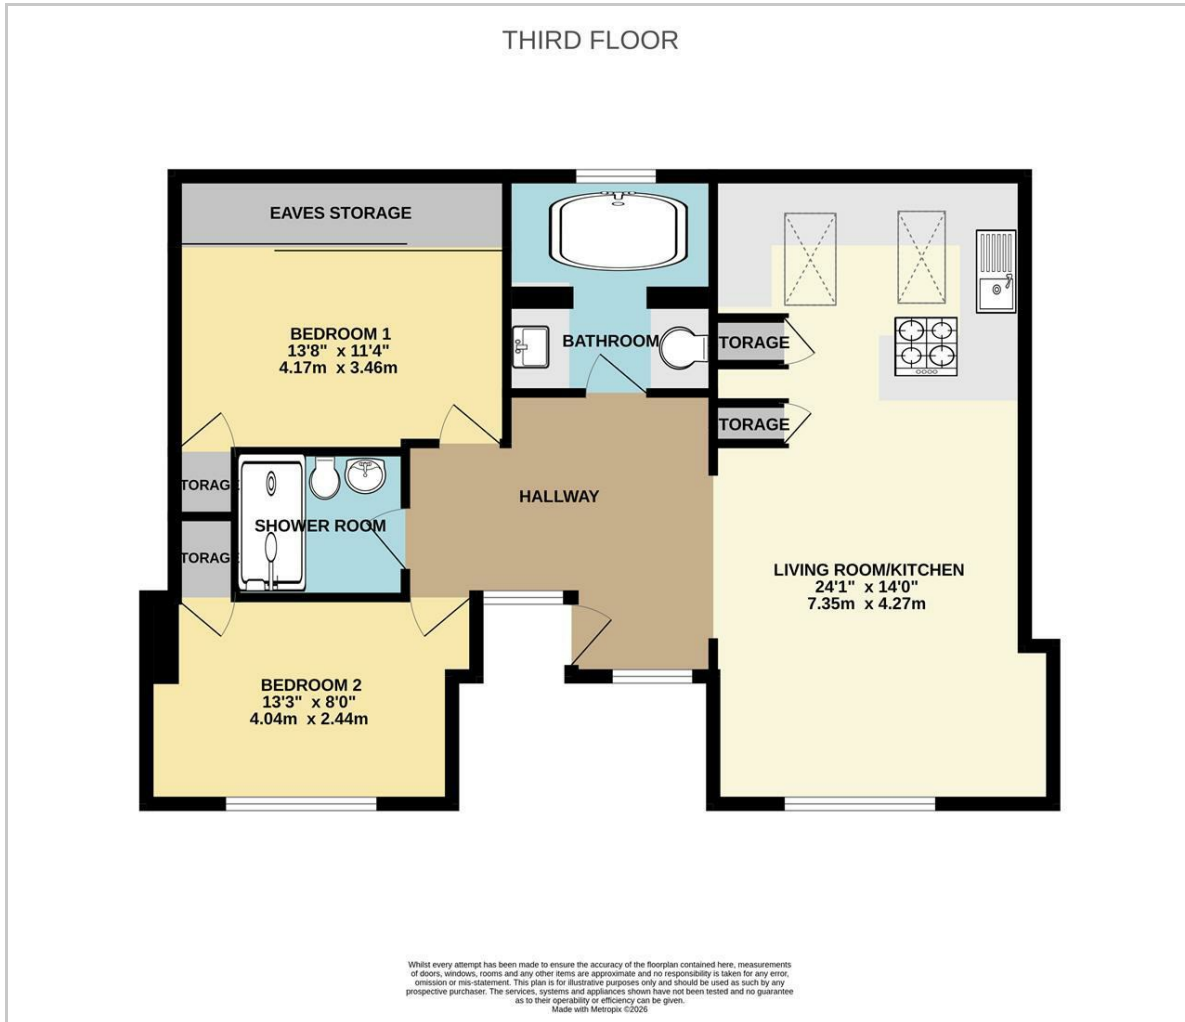 THIRD FLOOR
EAVES STORAGE
BEDROOM 1
13'8" x 11'4"
4.17m x 3.46m
BATHROOM
TORAGE
TORAGE
TORAGE
HALLWAY
SHOWER ROOM
TORAGE
LIVING ROOM/KITCHEN
24'1" x 14'0"
7.35m x 4.27m
BEDROOM 2
13'3" x 8'0"
4.04m x 2.44m
Whilst every attempt has been made to ensure the accuracy of the floorplan contained here, measurements
of doors, windows, rooms and any other items are approximate and no responsibility is taken for any error,
omission or mis-statement. This plan is for illustrative purposes only and should be used as such by any
prospective purchaser. The services, systems and appliances shown have not been tested and no guarantee
as to their operability or efficiency can be given.
Made with Metropix ©2026